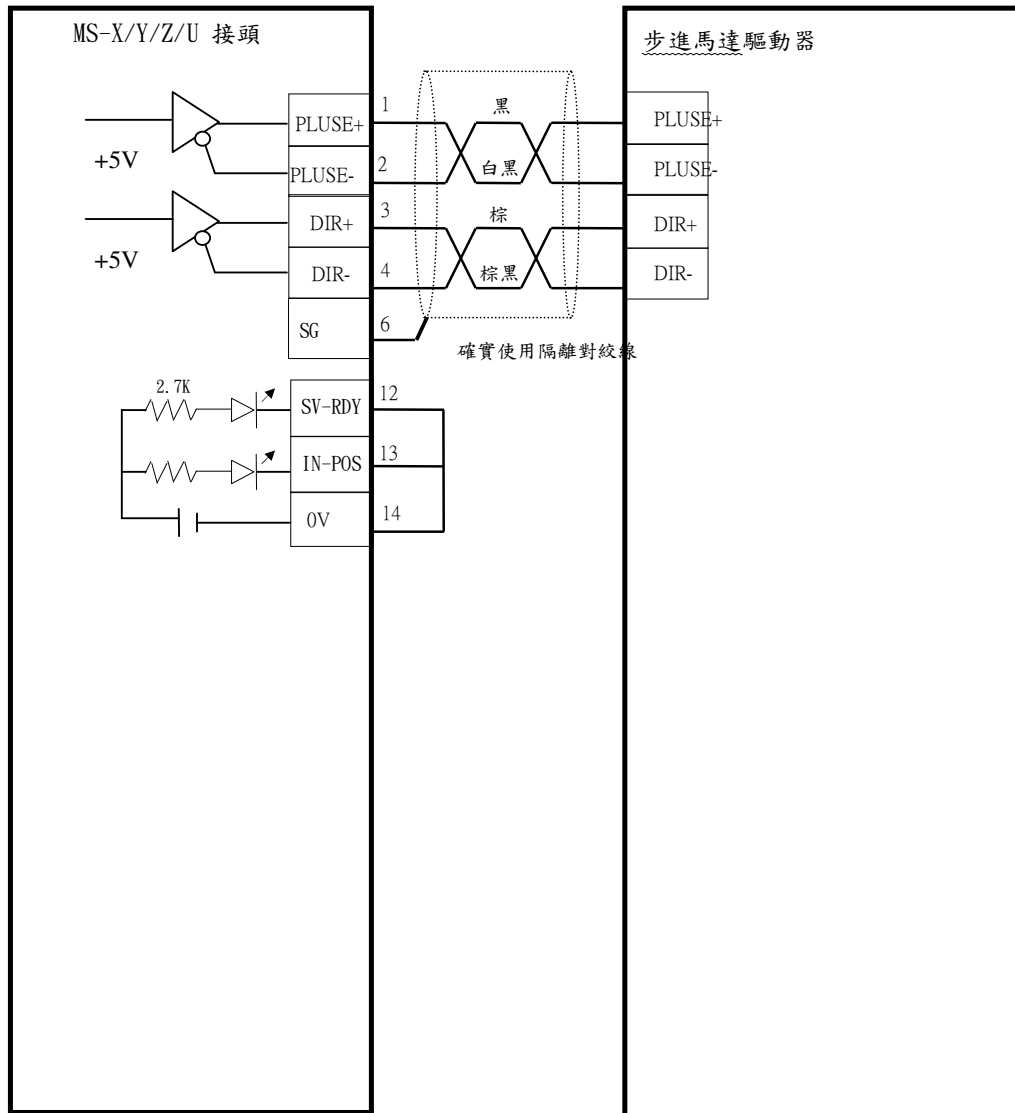 MS-X/Y/Z/U 接頭
步進馬達驅動器
1
黑
PLUSE+
PLUSE+
+5V
2
白黑
PLUSE-
PLUSE-
3
棕
DIR+
DIR+
+5V
4
棕黑
DIR-
DIR-
6
SG
確實使用隔離對絞線
2.7K
SV-RDY
12
IN-POS
13
0V
14